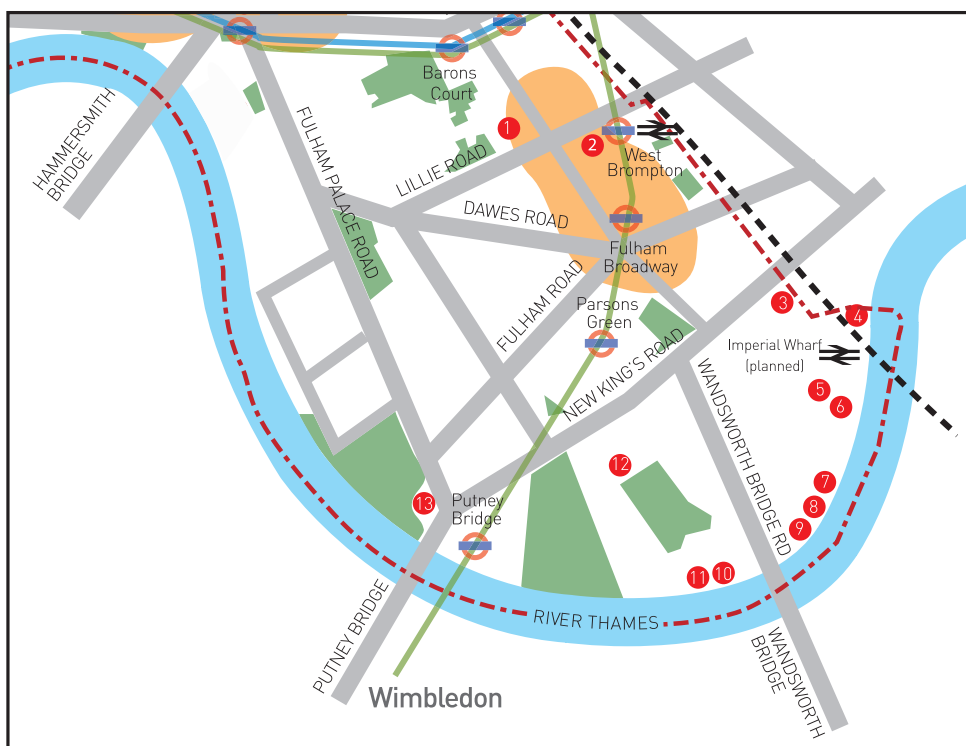 Barons
Court
HAMMERSMITH
BRIDGE
FULHAM PALACE ROAD
LILLIE ROAD
1
2
West
Brompton
DAWES ROAD
Fulham
Broadway
FULHAM ROAD
Parsons
Green
NEW KING'S ROAD
3
4
Imperial Wharf
(planned)
5
6
WANDSWORTH BRIDGE RD
12
7
8
9
13
Putney
Bridge
11
10
RIVER THAMES
PUTNEY BRIDGE
WANDSWORTH
BRIDGE
Wimbledon